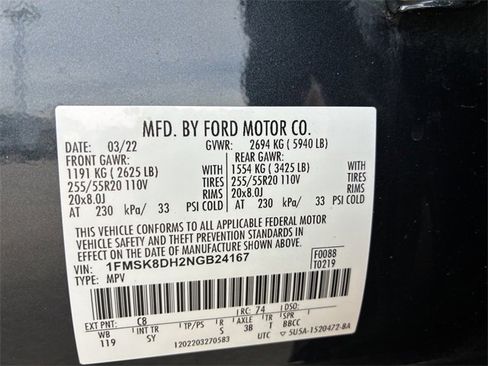 MFD. BY FORD MOTOR CO.
DATE: 03/22 GVWR: 2694 KG ( 5940 LB)
FRONT GAWR: REAR GAWR:
1191 KG ( 2625 LB) WITH 1554 KG ( 3425 LB) WITH
255/55R20 110V TIRES 255/55R20 110V TIRES
20x8.0J RIMS 20x8.0J RIMS
AT 230 kPa/ 33 PSI COLD AT 230 kPa/ 33 PSI COLD
THIS VEHICLE CONFORMS TO ALL APPLICABLE FEDERAL MOTOR
VEHICLE SAFETY, BUMPER, AND THEFT PREVENTION STANDARDS IN
EFFECT ON THE DATE OF MANUFACTURE SHOWN ABOVE.
VIN: 1FMSK8DH2NGB24167 F0088
TYPE: MPV T0219
EXT PNT: C8 RC: 74 DSO:
WB INT TR R AXLE TR SPR
119 SY 3B T BBCC
1202203270583 UTC 5U5A-1520472-BA